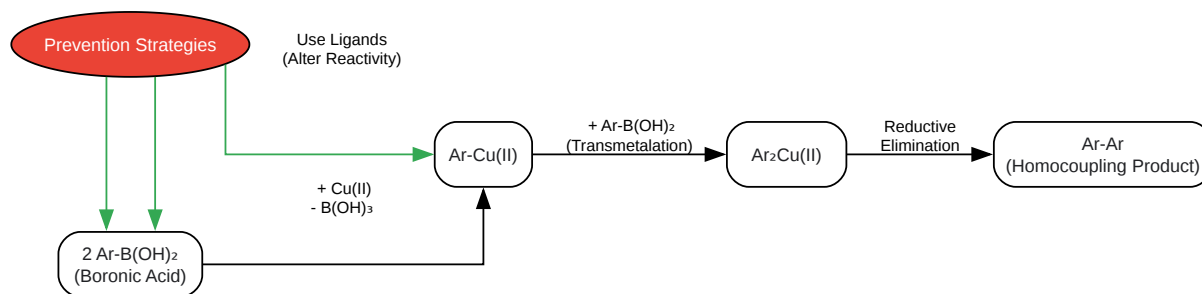 Prevention Strategies
Use Ligands
(Alter Reactivity)
Ar-Cu(II)
+ Ar-B(OH)₂
(Transmetalation)
Ar₂Cu(II)
Reductive
Elimination
Ar-Ar
(Homocoupling Product)
+ Cu(II)
- B(OH)₃
2 Ar-B(OH)₂
(Boronic Acid)